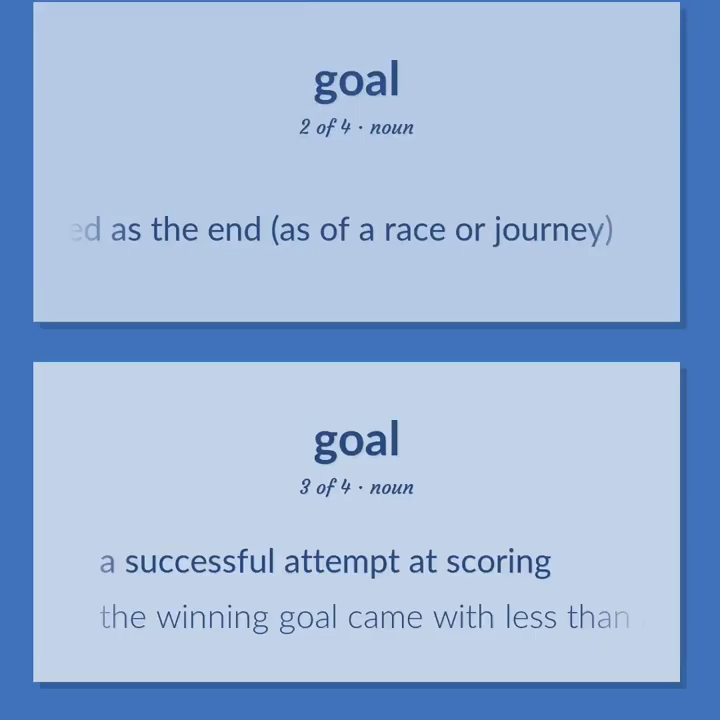 goal
2 of 4 · noun
ed as the end (as of a race or journey)
goal
3 of 4 · noun
a successful attempt at scoring
the winning goal came with less than